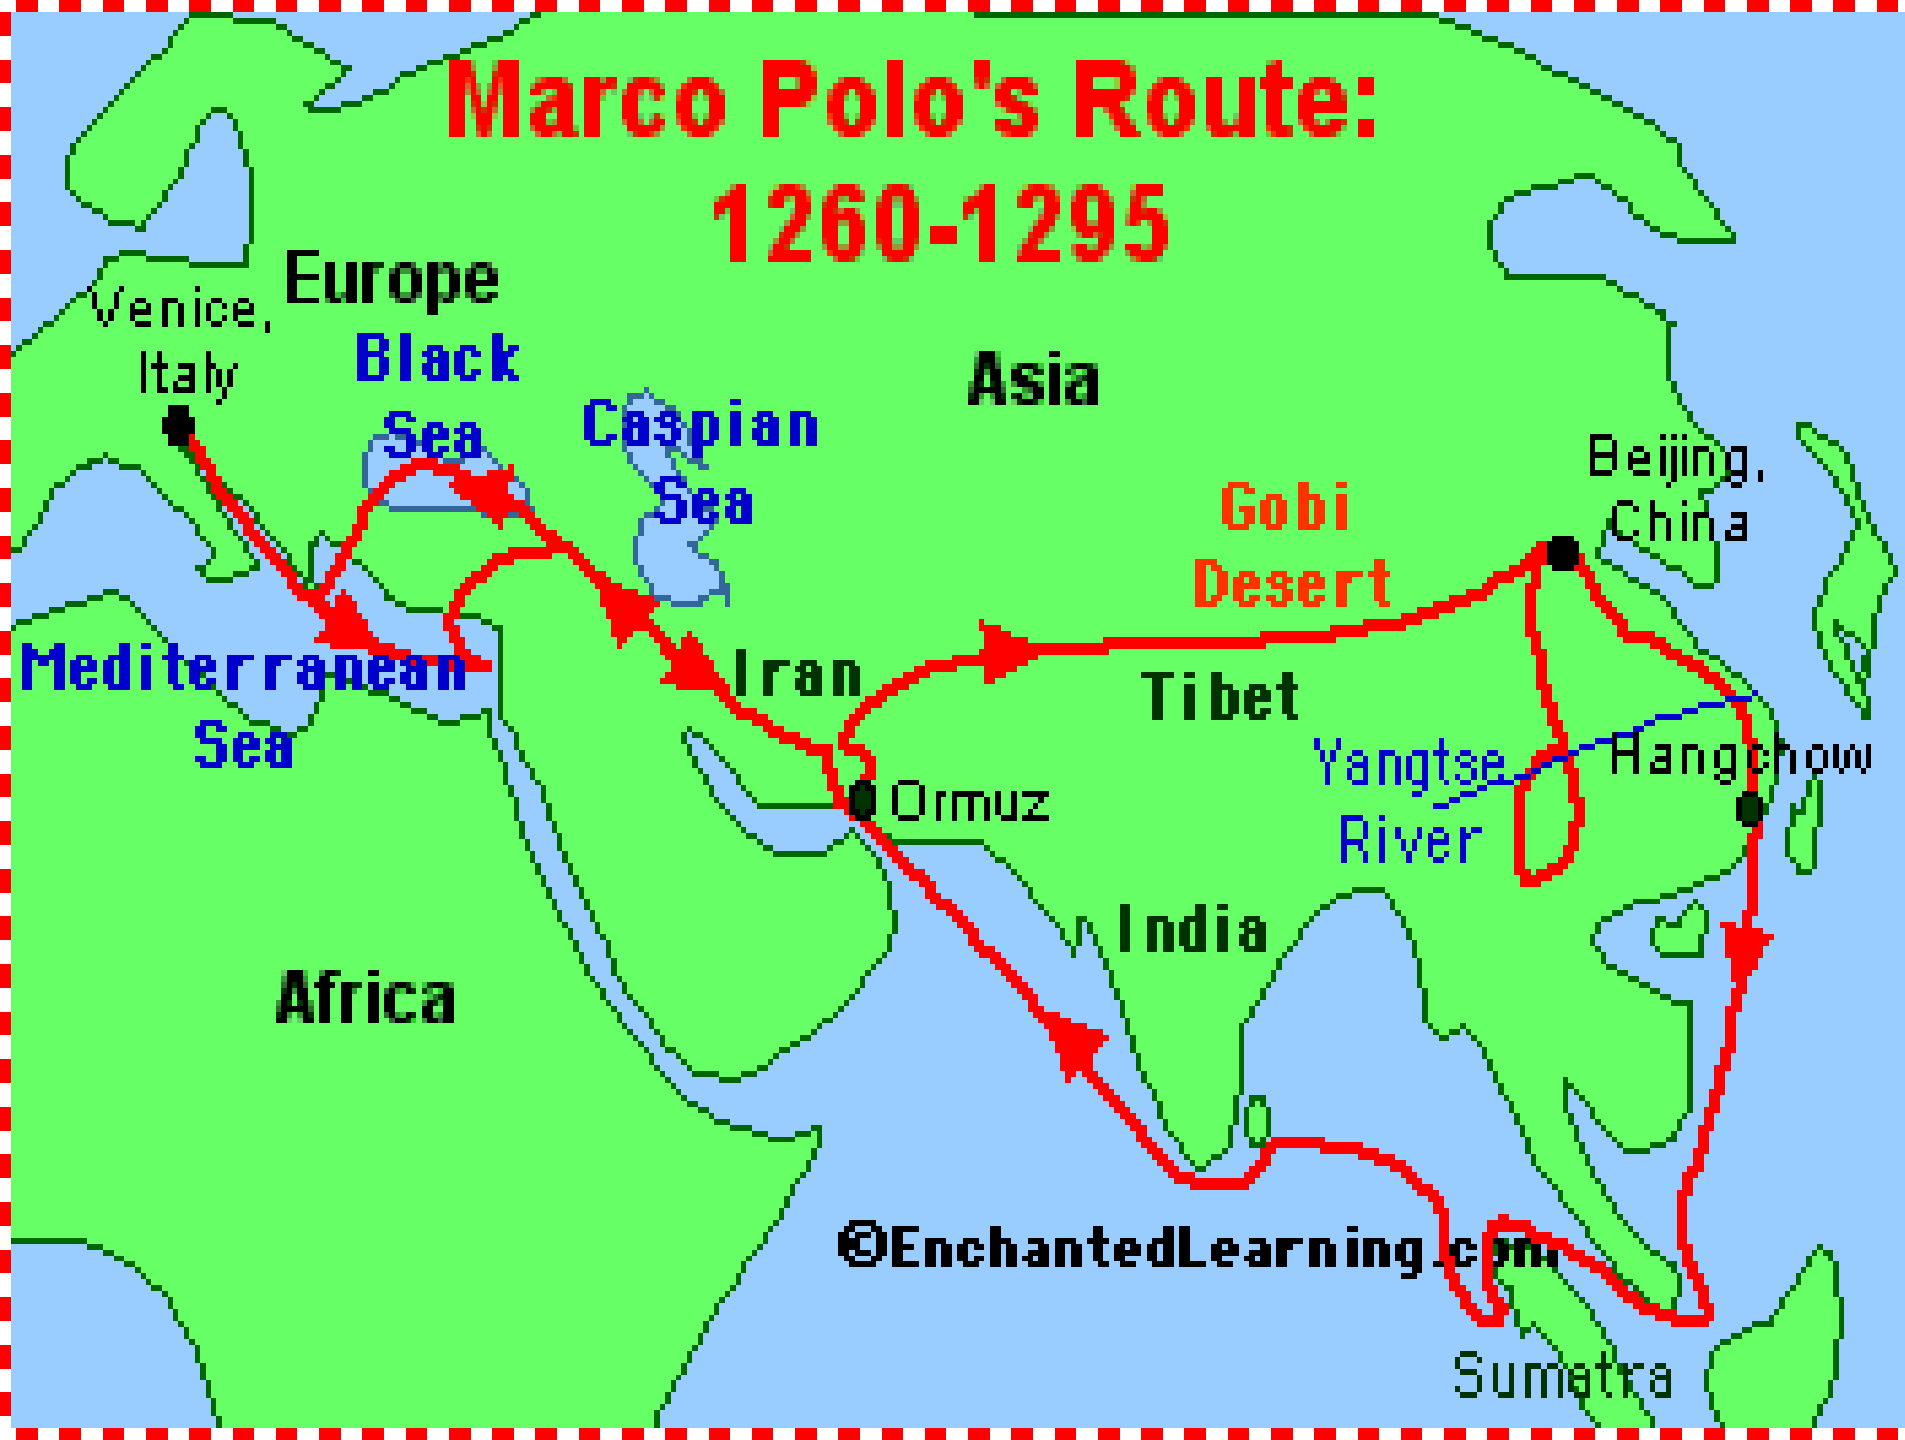 Marco Polo's Route:
1260-1295
Europe
Venice,
Italy
Black
Sea
Caspian
Sea
Asia
Beijing,
China
Gobi
Desert
Mediterranean
Sea
Iran
Tibet
Yangtse
River
Hangchow
Ormuz
India
Africa
©EnchantedLearning.com
Sumatra